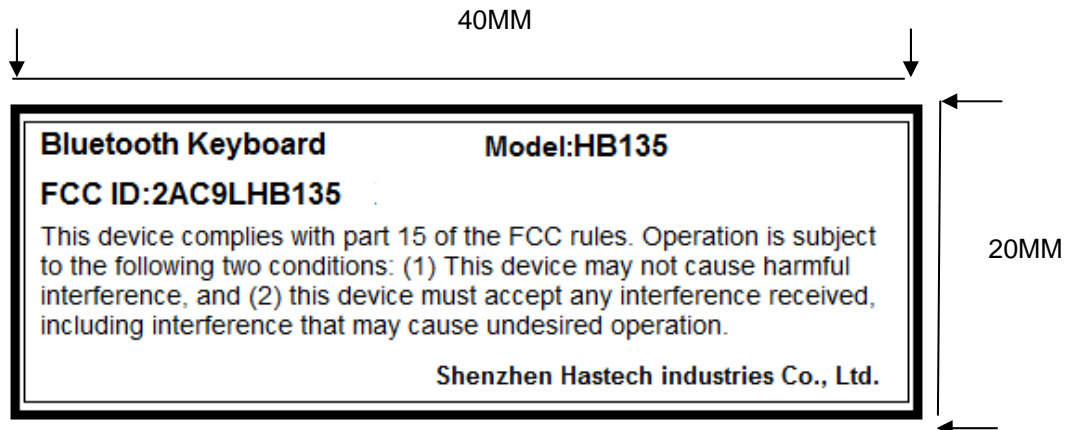 40MM
Bluetooth Keyboard Model:HB135
FCC ID:2AC9LHB135
This device complies with part 15 of the FCC rules. Operation is subject
to the following two conditions: (1) This device may not cause harmful
interference, and (2) this device must accept any interference received,
including interference that may cause undesired operation.
Shenzhen Hastech industries Co., Ltd.
20MM